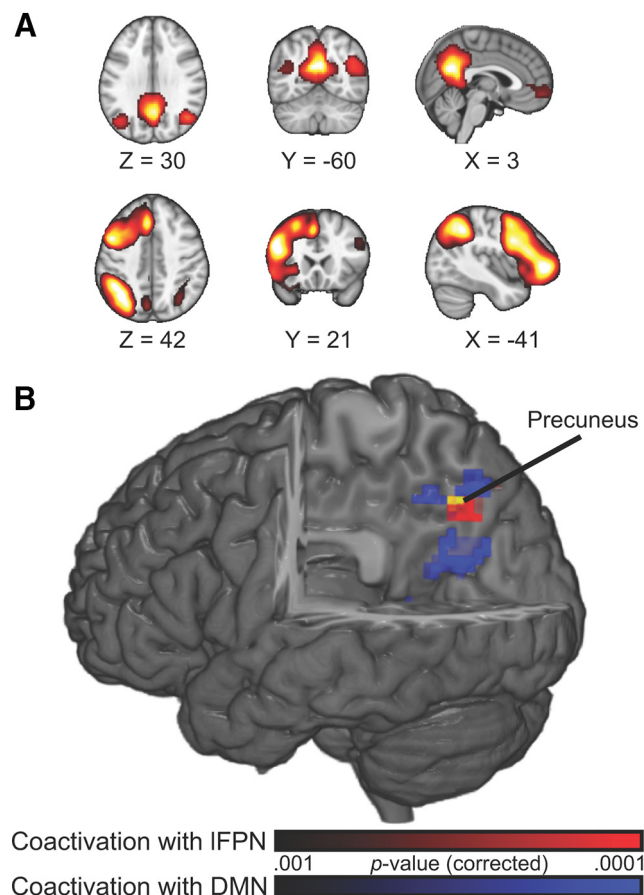 A
Z = 30 Y = -60 X = 3
Z = 42 Y = 21 X = -41
B
Precuneus
Coactivation with lFPN
.001 p-value (corrected) .0001
Coactivation with DMN